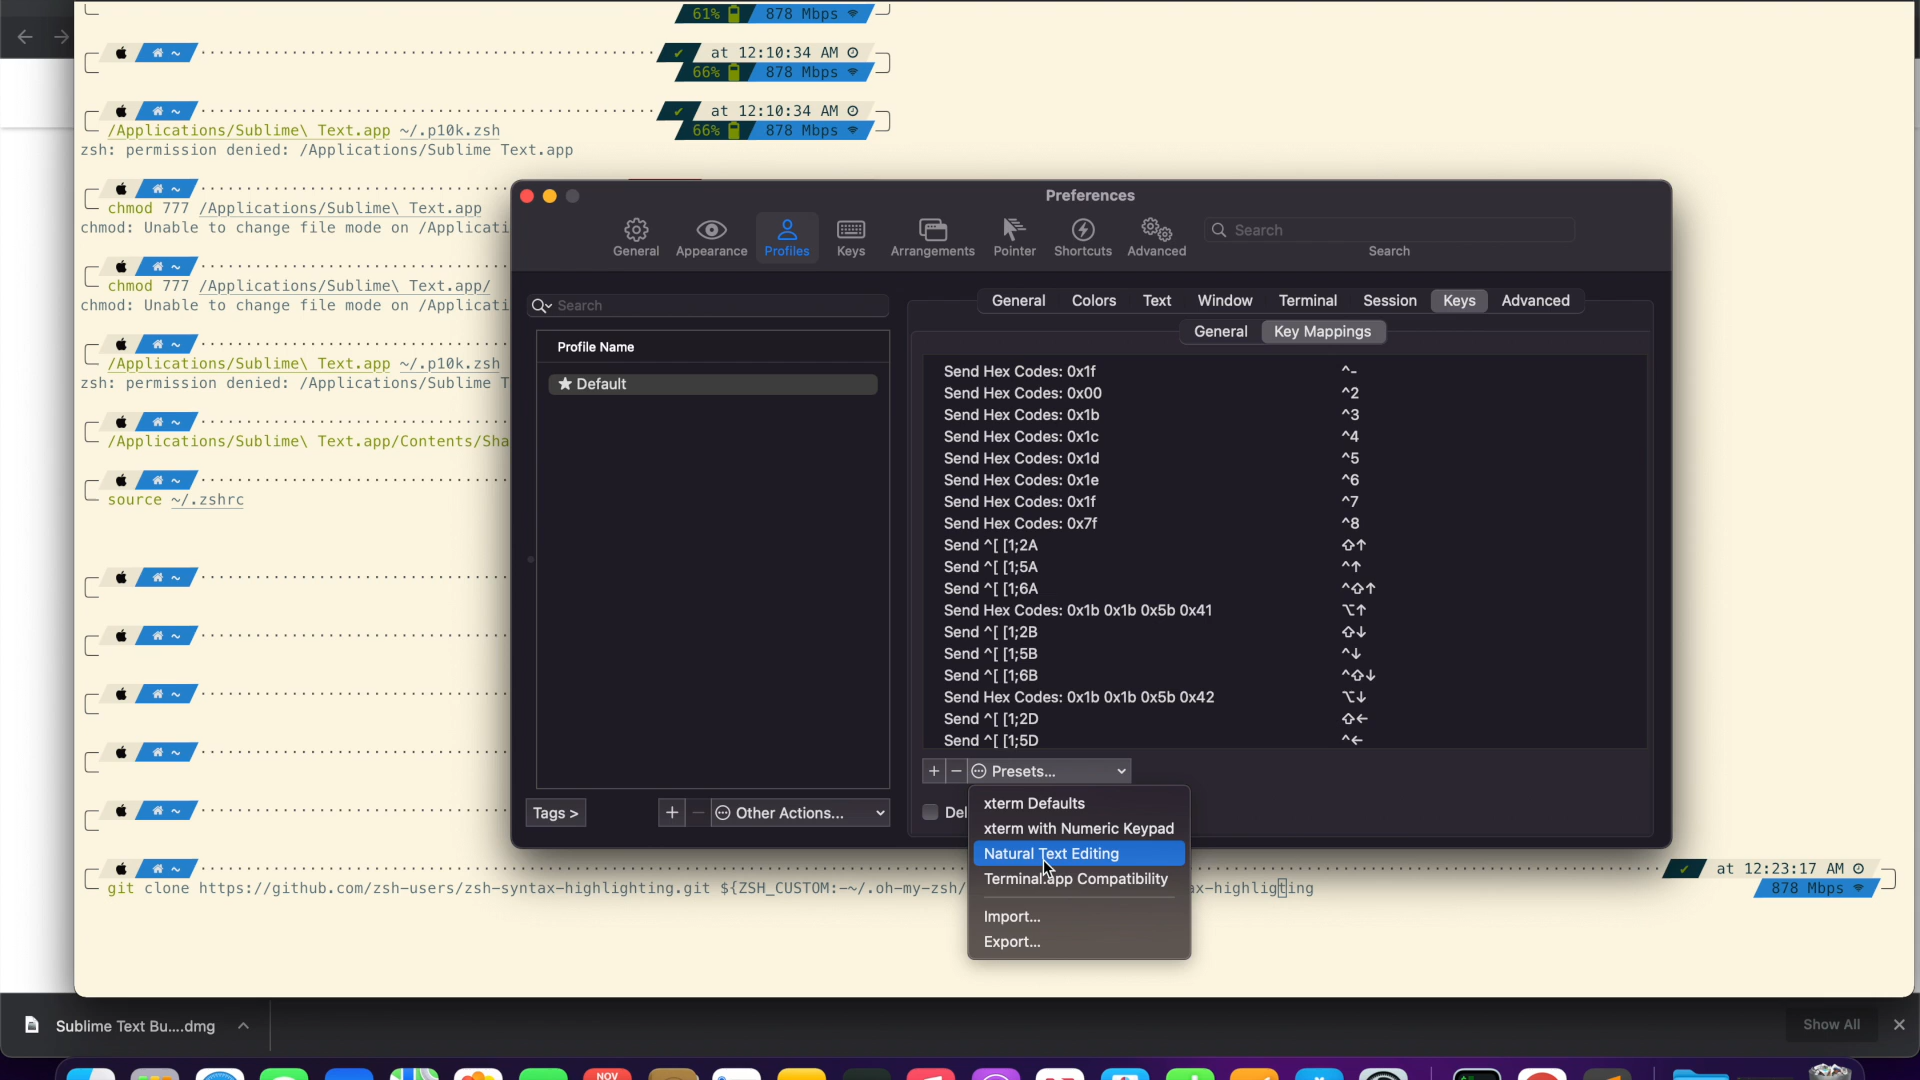 61% 878 Mbps
~ ✔ at 12:10:34 AM
66% 878 Mbps
~ ✔ at 12:10:34 AM
/Applications/Sublime\ Text.app ~/.p10k.zsh 66% 878 Mbps
zsh: permission denied: /Applications/Sublime Text.app
~
chmod 777 /Applications/Sublime\ Text.app
chmod: Unable to change file mode on /Applicati
~
chmod 777 /Applications/Sublime\ Text.app/
chmod: Unable to change file mode on /Applicati
~
/Applications/Sublime\ Text.app ~/.p10k.zsh
zsh: permission denied: /Applications/Sublime T
~
/Applications/Sublime\ Text.app/Contents/Sha
~
source ~/.zshrc
~
~
~
~
~
~ ✔ at 12:23:17 AM
git clone https://github.com/zsh-users/zsh-syntax-highlighting.git ${ZSH_CUSTOM:-~/.oh-my-zsh/ ax-highlighting 878 Mbps
Preferences
General Appearance Profiles Keys Arrangements Pointer Shortcuts Advanced Search
Search
Search
Profile Name
★ Default
Tags > + − Other Actions...
General Colors Text Window Terminal Session Keys Advanced
General Key Mappings
Send Hex Codes: 0x1f ^-
Send Hex Codes: 0x00 ^2
Send Hex Codes: 0x1b ^3
Send Hex Codes: 0x1c ^4
Send Hex Codes: 0x1d ^5
Send Hex Codes: 0x1e ^6
Send Hex Codes: 0x1f ^7
Send Hex Codes: 0x7f ^8
Send ^[ [1;2A ⇧↑
Send ^[ [1;5A ^↑
Send ^[ [1;6A ^⇧↑
Send Hex Codes: 0x1b 0x1b 0x5b 0x41 ⌥↑
Send ^[ [1;2B ⇧↓
Send ^[ [1;5B ^↓
Send ^[ [1;6B ^⇧↓
Send Hex Codes: 0x1b 0x1b 0x5b 0x42 ⌥↓
Send ^[ [1;2D ⇧←
Send ^[ [1;5D ^←
+ − Presets...
Del
xterm Defaults
xterm with Numeric Keypad
Natural Text Editing
Terminal.app Compatibility
Import...
Export...
Sublime Text Bu....dmg
Show All
NOV